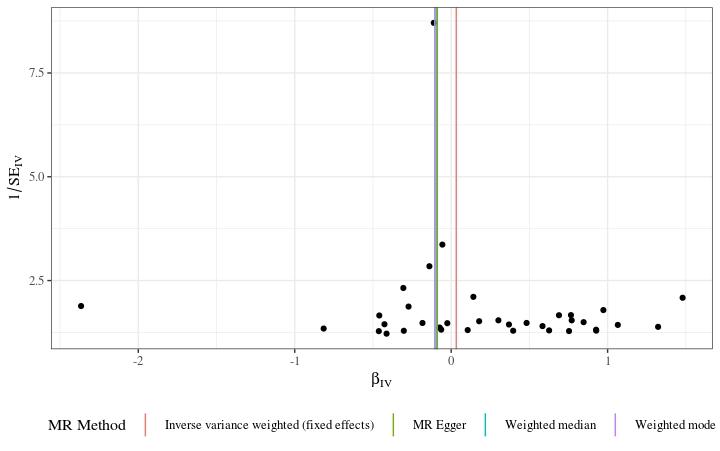 7.5
5.0
2.5
1/SE_IV
-2 -1 0 1
β_IV
MR Method Inverse variance weighted (fixed effects) MR Egger Weighted median Weighted mode